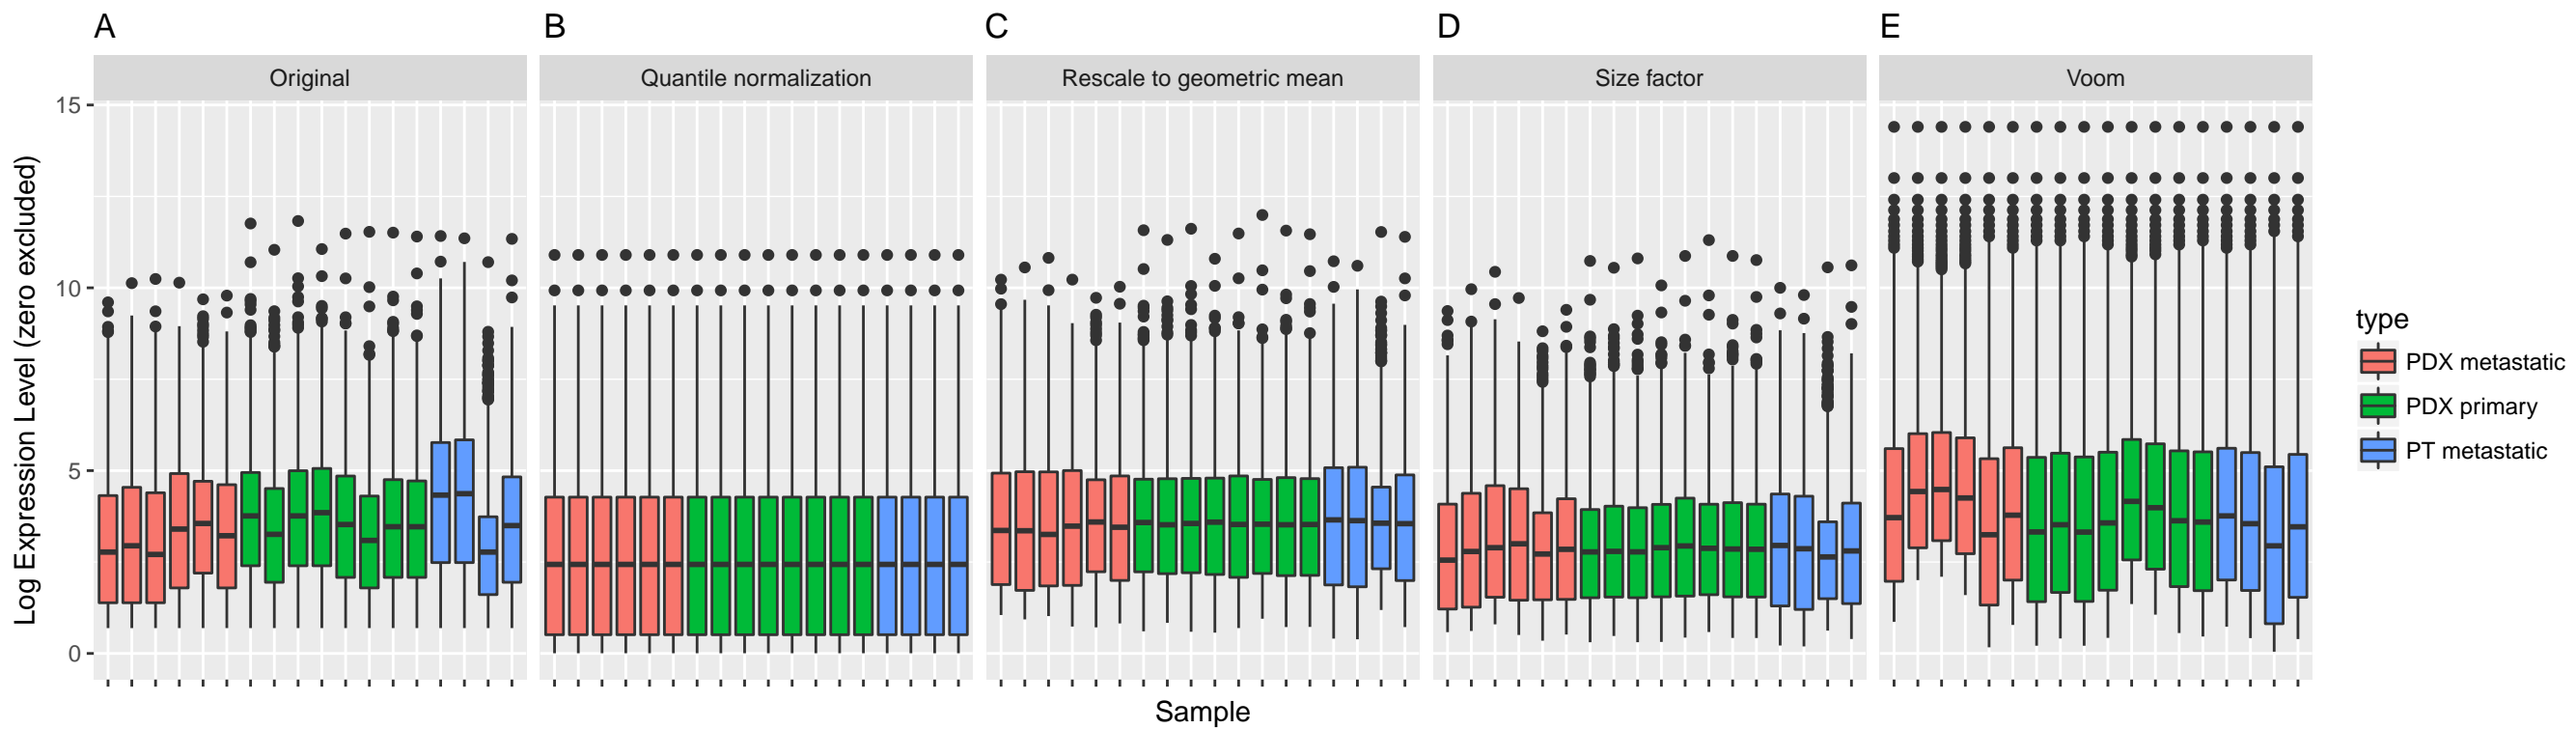 A B C D E
Original Quantile normalization Rescale to geometric mean Size factor Voom
Log Expression Level (zero excluded)
15
10
5
0
Sample
type
PDX metastatic
PDX primary
PT metastatic